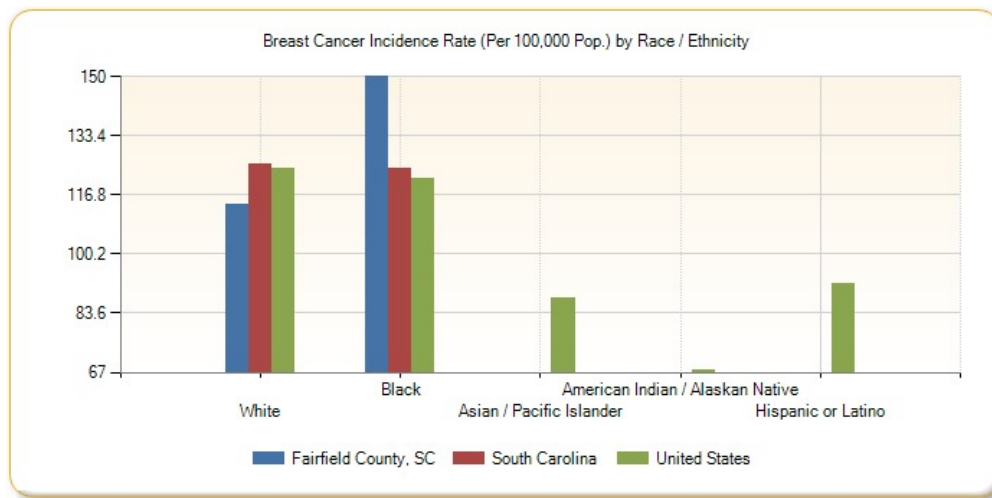 Breast Cancer Incidence Rate (Per 100,000 Pop.) by Race / Ethnicity
150
133.4
116.8
100.2
83.6
67
White
Black
Asian / Pacific Islander
American Indian / Alaskan Native
Hispanic or Latino
Fairfield County, SC
South Carolina
United States